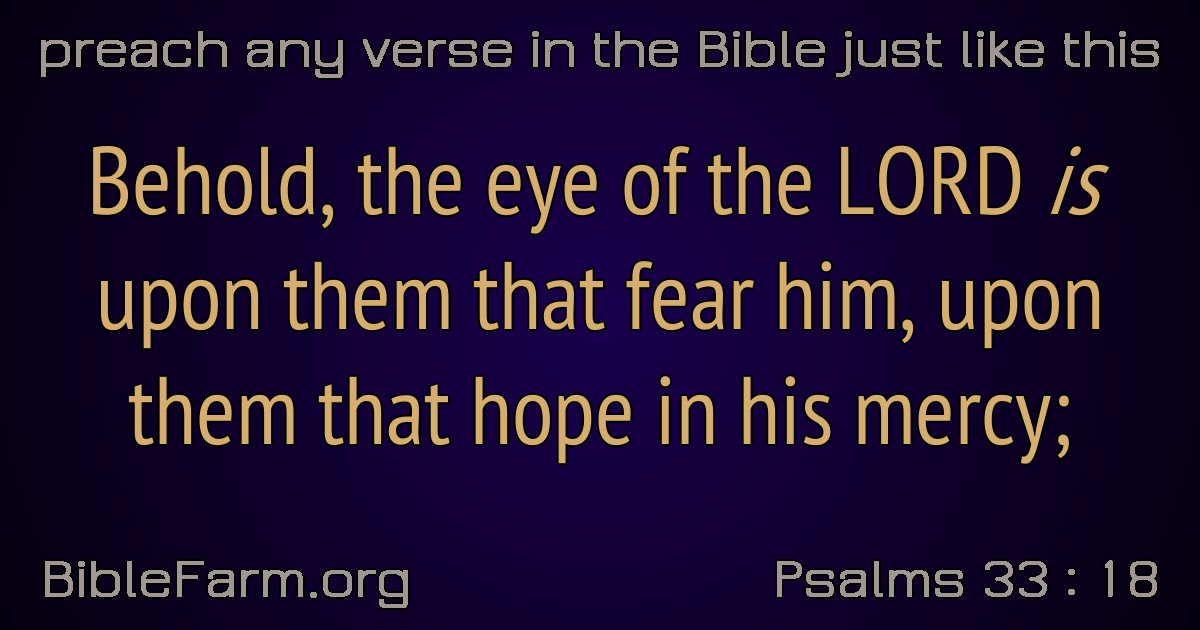 preach any verse in the Bible just like this
Behold, the eye of the LORD is
upon them that fear him, upon
them that hope in his mercy;
BibleFarm.org
Psalms 33 : 18